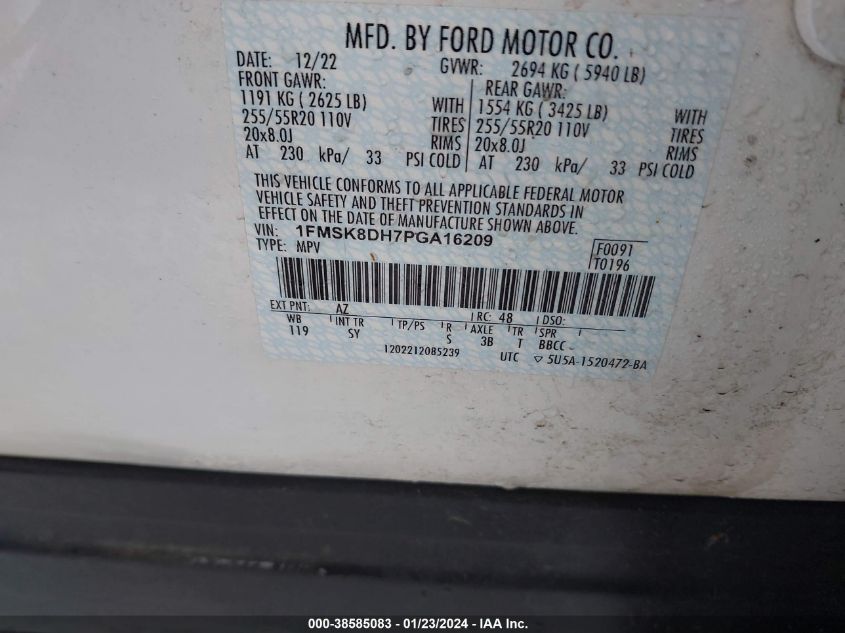 MFD. BY FORD MOTOR CO.
DATE: 12/22 GVWR: 2694 KG ( 5940 LB)
FRONT GAWR: REAR GAWR:
1191 KG ( 2625 LB) WITH 1554 KG ( 3425 LB) WITH
255/55R20 110V TIRES 255/55R20 110V TIRES
20x8.0J RIMS 20x8.0J RIMS
AT 230 kPa/ 33 PSI COLD AT 230 kPa/ 33 PSI COLD
THIS VEHICLE CONFORMS TO ALL APPLICABLE FEDERAL MOTOR
VEHICLE SAFETY AND THEFT PREVENTION STANDARDS IN
EFFECT ON THE DATE OF MANUFACTURE SHOWN ABOVE.
VIN: 1FMSK8DH7PGA16209 F0091
TYPE: MPV T0196
EXT PNT: AZ RC: 48 DSO:
WB INT TR TP/PS R AXLE TR SPR
119 SY S 3B T BBCC
1202212085239 UTC ▽ 5U5A-1520472-BA
000-38585083 - 01/23/2024 - IAA Inc.